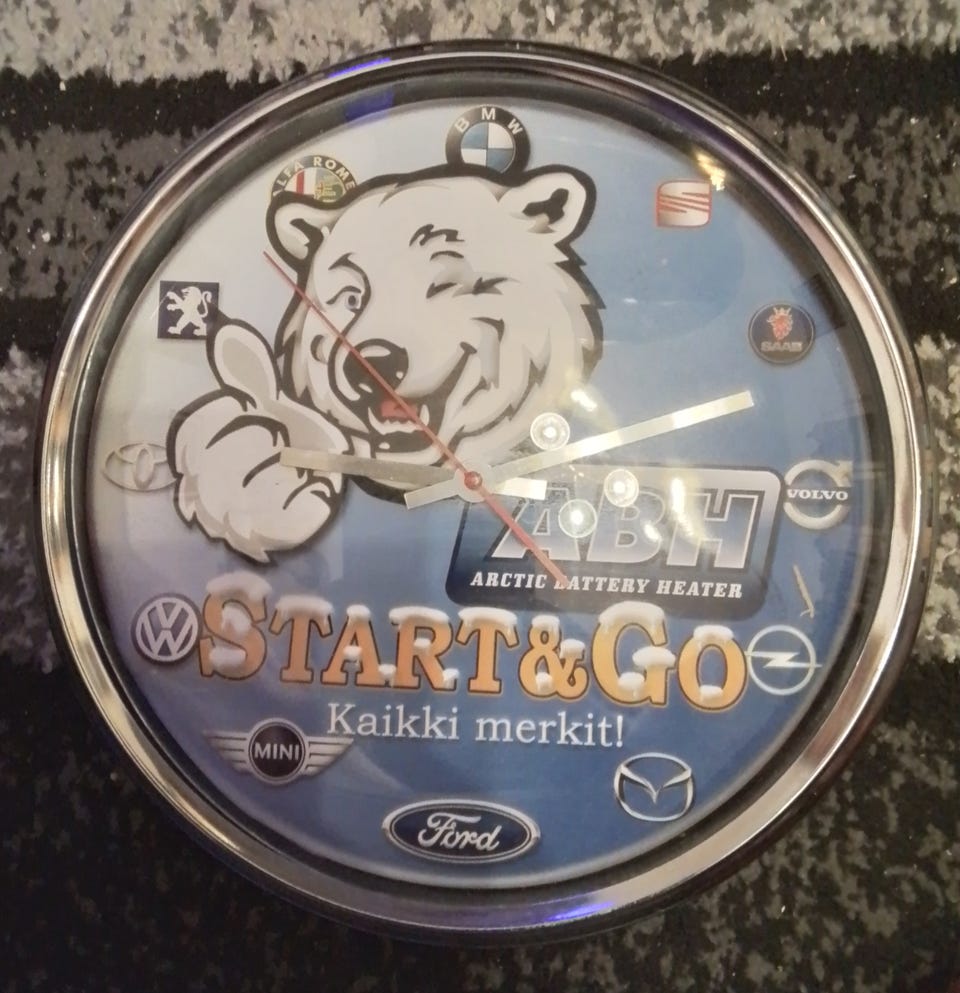 BMW
ALFA ROMEO
SAAB
VOLVO
ABH
ARCTIC BATTERY HEATER
START&GO
Kaikki merkit!
MINI
Ford